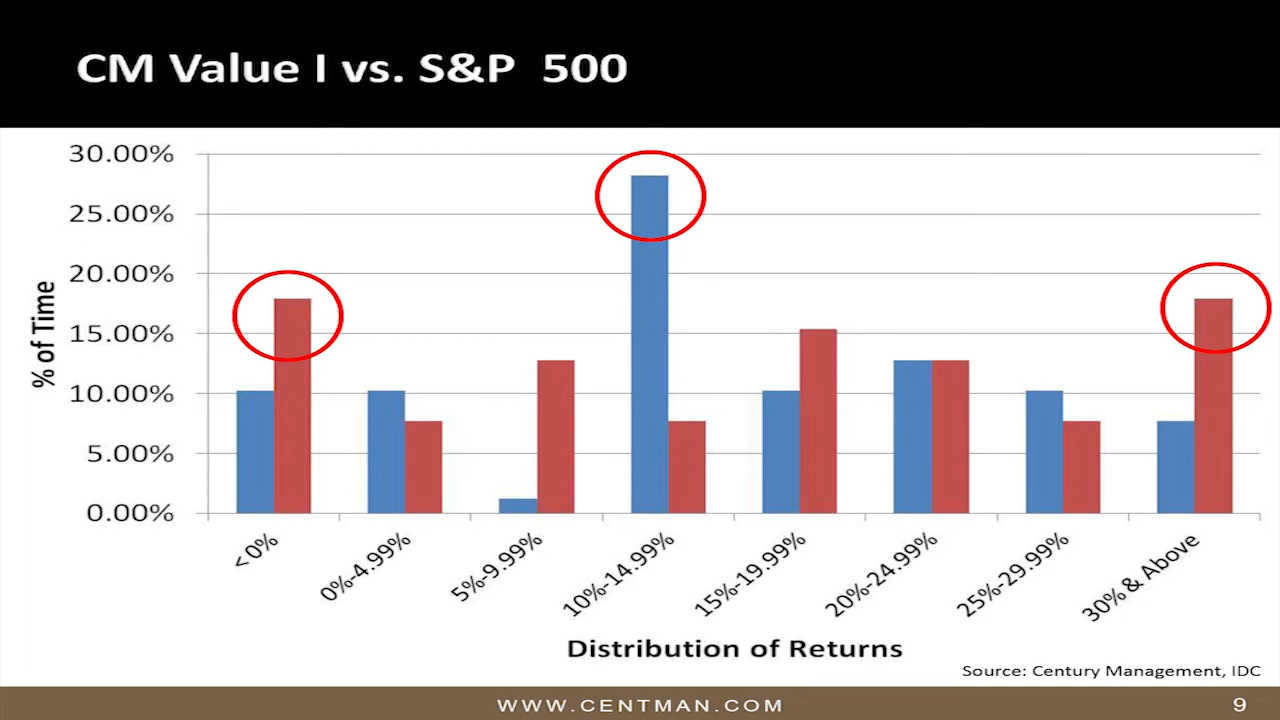 CM Value I vs. S&P 500
30.00%
25.00%
20.00%
15.00%
10.00%
5.00%
0.00%
% of Time
< 0%
0%-4.99%
5%-9.99%
10%-14.99%
15%-19.99%
20%-24.99%
25%-29.99%
30% & Above
Distribution of Returns
Source: Century Management, IDC
WWW.CENTMAN.COM
9